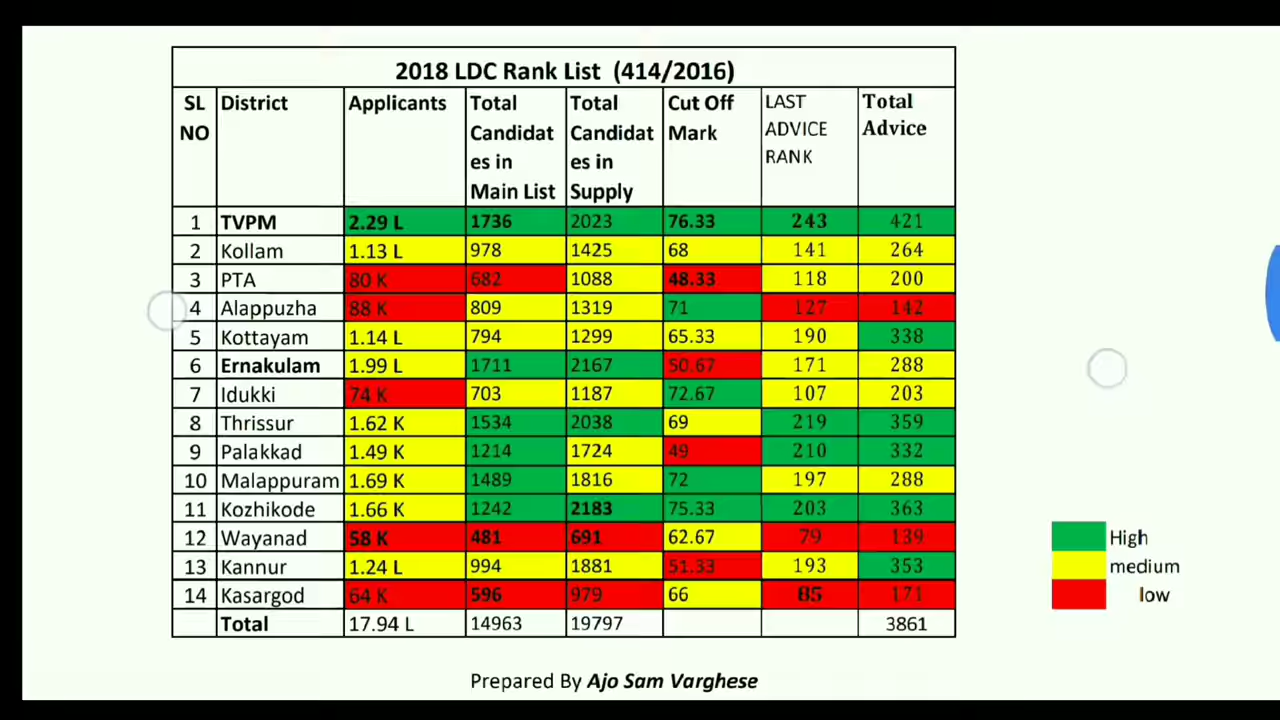 2018 LDC Rank List (414/2016)
SL NO District Applicants Total Candidat es in Main List Total Candidat es in Supply Cut Off Mark LAST ADVICE RANK Total Advice
1 TVPM 2.29 L 1736 2023 76.33 243 421
2 Kollam 1.13 L 978 1425 68 141 264
3 PTA 80 K 682 1088 48.33 118 200
4 Alappuzha 88 K 809 1319 71 127 142
5 Kottayam 1.14 L 794 1299 65.33 190 338
6 Ernakulam 1.99 L 1711 2167 50.67 171 288
7 Idukki 74 K 703 1187 72.67 107 203
8 Thrissur 1.62 K 1534 2038 69 219 359
9 Palakkad 1.49 K 1214 1724 49 210 332
10 Malappuram 1.69 K 1489 1816 72 197 288
11 Kozhikode 1.66 K 1242 2183 75.33 203 363
12 Wayanad 58 K 481 691 62.67 79 139
13 Kannur 1.24 L 994 1881 51.33 193 353
14 Kasargod 64 K 596 979 66 85 171
Total 17.94 L 14963 19797 3861
High
medium
low
Prepared By Ajo Sam Varghese